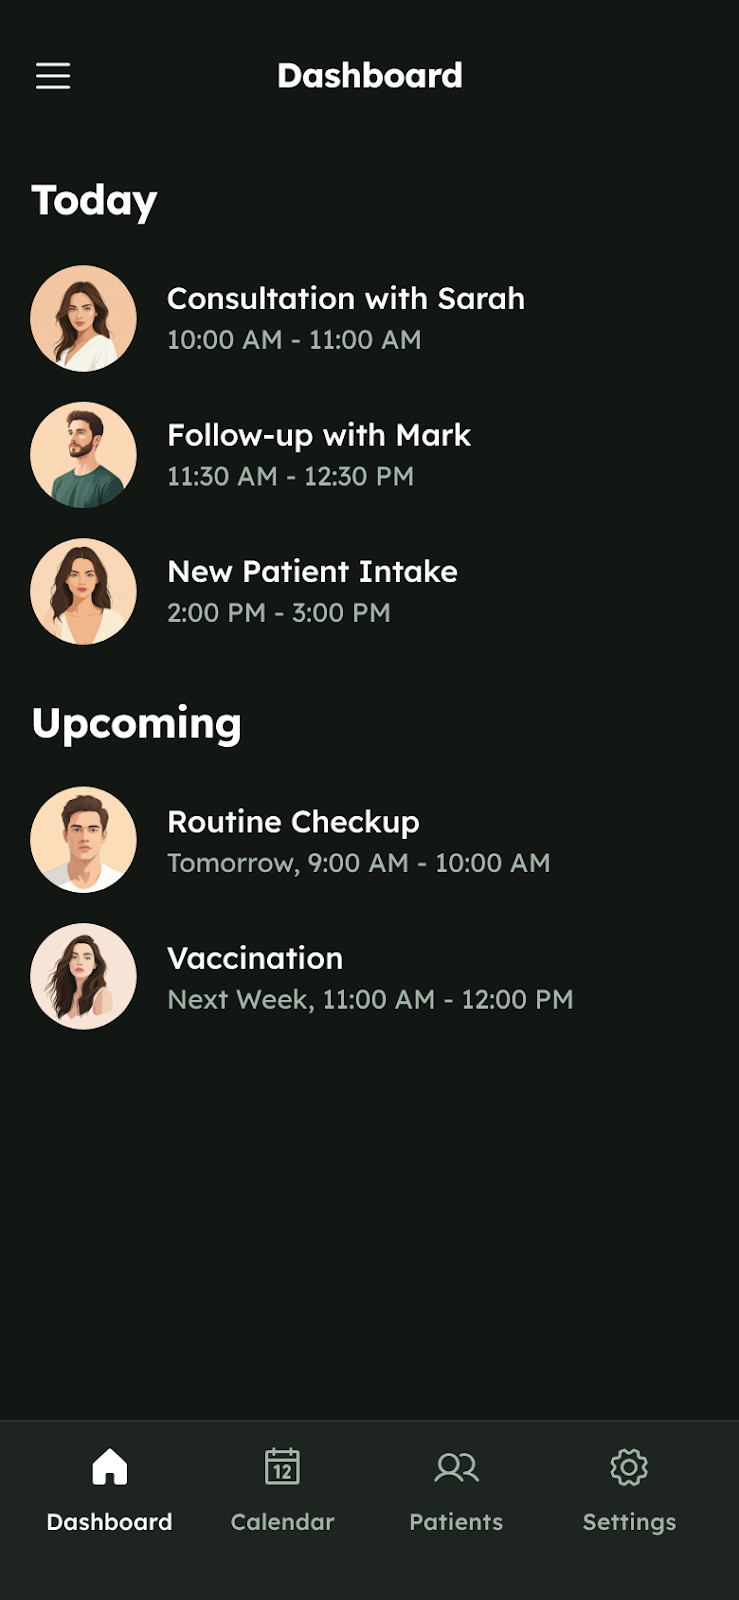 Dashboard
Today
Consultation with Sarah
10:00 AM - 11:00 AM
Follow-up with Mark
11:30 AM - 12:30 PM
New Patient Intake
2:00 PM - 3:00 PM
Upcoming
Routine Checkup
Tomorrow, 9:00 AM - 10:00 AM
Vaccination
Next Week, 11:00 AM - 12:00 PM
12
Dashboard Calendar Patients Settings